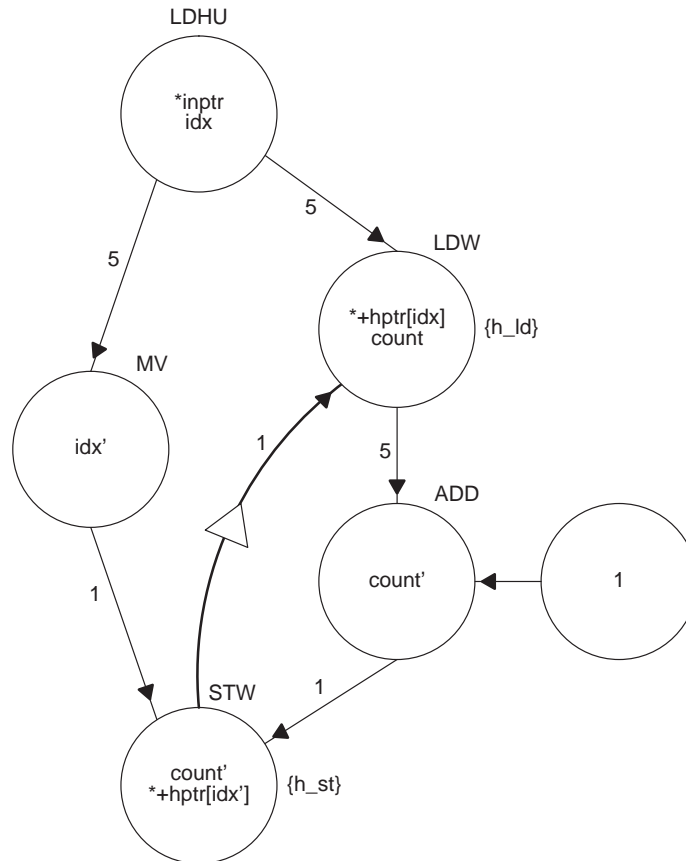 LDHU
*inptr
idx
5
5
LDW
*+hptr[idx]
count
{h_ld}
MV
idx'
1
5
ADD
count'
1
1
1
STW
count'
*+hptr[idx']
{h_st}